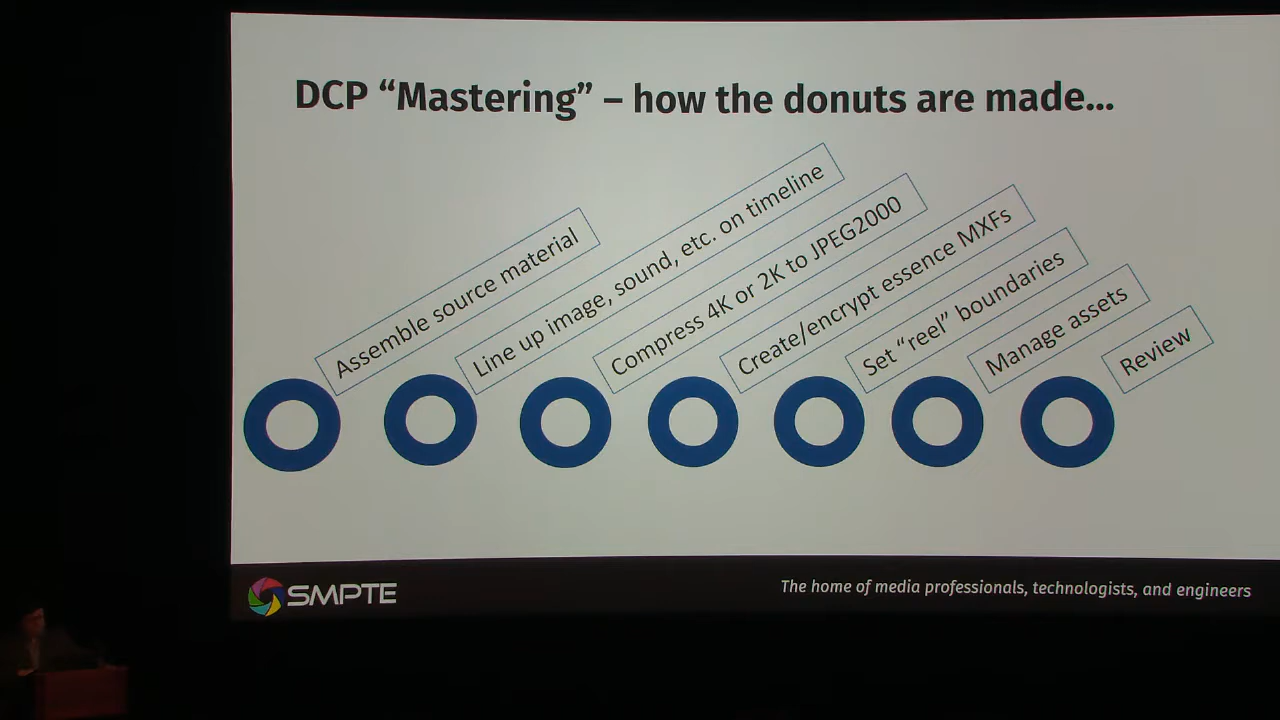 DCP “Mastering” – how the donuts are made...
Assemble source material
Line up image, sound, etc. on timeline
Compress 4K or 2K to JPEG2000
Create/encrypt essence MXFs
Set “reel” boundaries
Manage assets
Review
SMPTE
The home of media professionals, technologists, and engineers